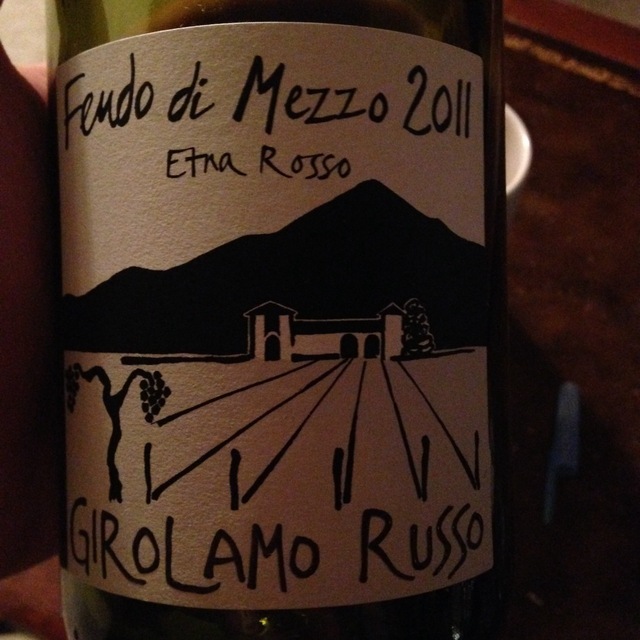 Feudo di Mezzo 2011
Etna Rosso
GIROLAMO RUSSO